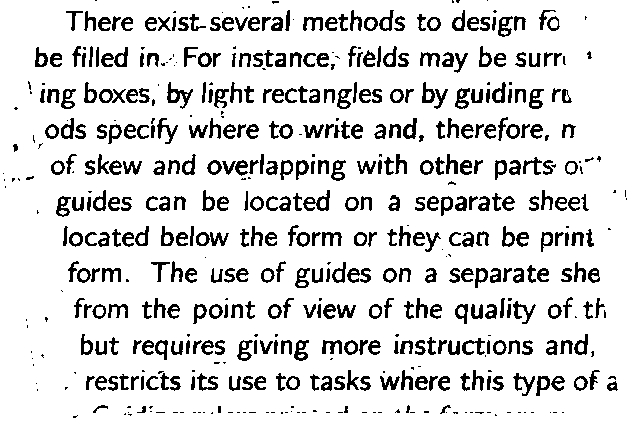 There exist several methods to design fo
be filled in. For instance, fields may be surr
ing boxes, by light rectangles or by guiding ru
ods specify where to write and, therefore, m
of skew and overlapping with other parts of
guides can be located on a separate sheet
located below the form or they can be print
form. The use of guides on a separate she
from the point of view of the quality of th
but requires giving more instructions and,
restricts its use to tasks where this type of a